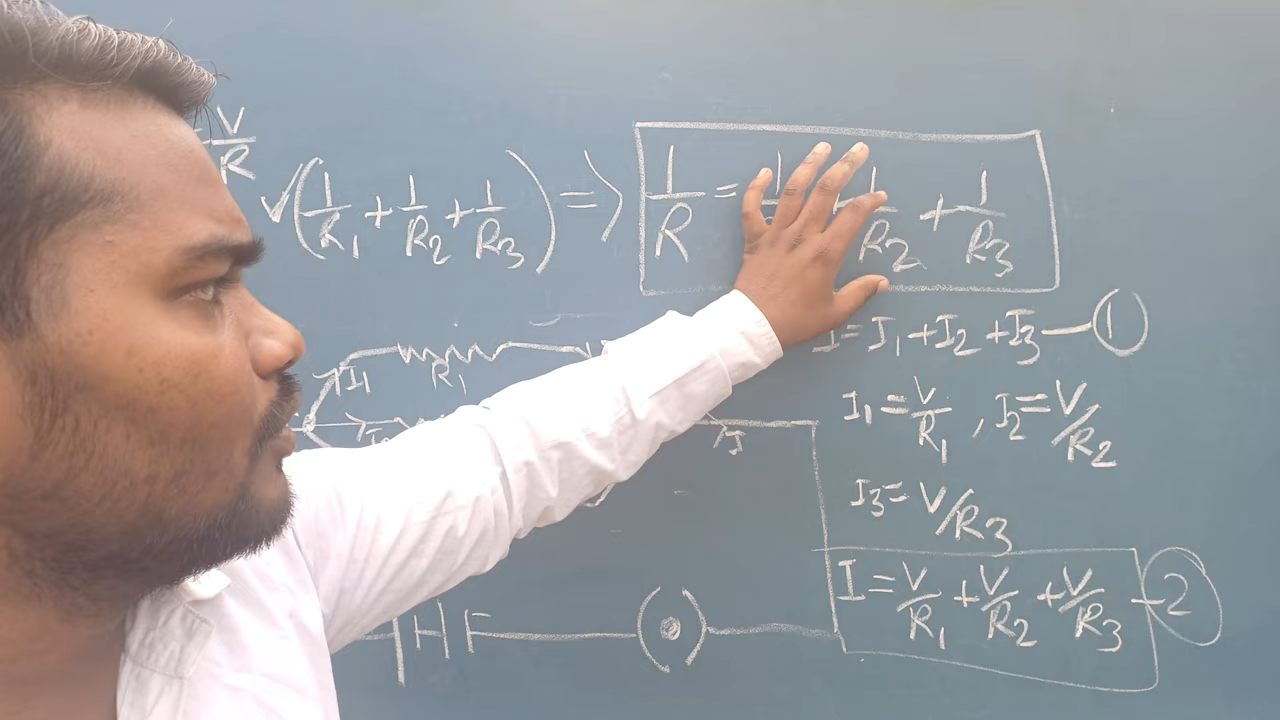 V/R
V(1/R1 + 1/R2 + 1/R3) => 1/R = 1 1/R2 + 1/R3
I = I1 + I2 + I3 — (1)
I1
R1
I1 = V/R1 , I2 = V/R2
I
I3 = V/R3
I = V/R1 + V/R2 + V/R3 — 2